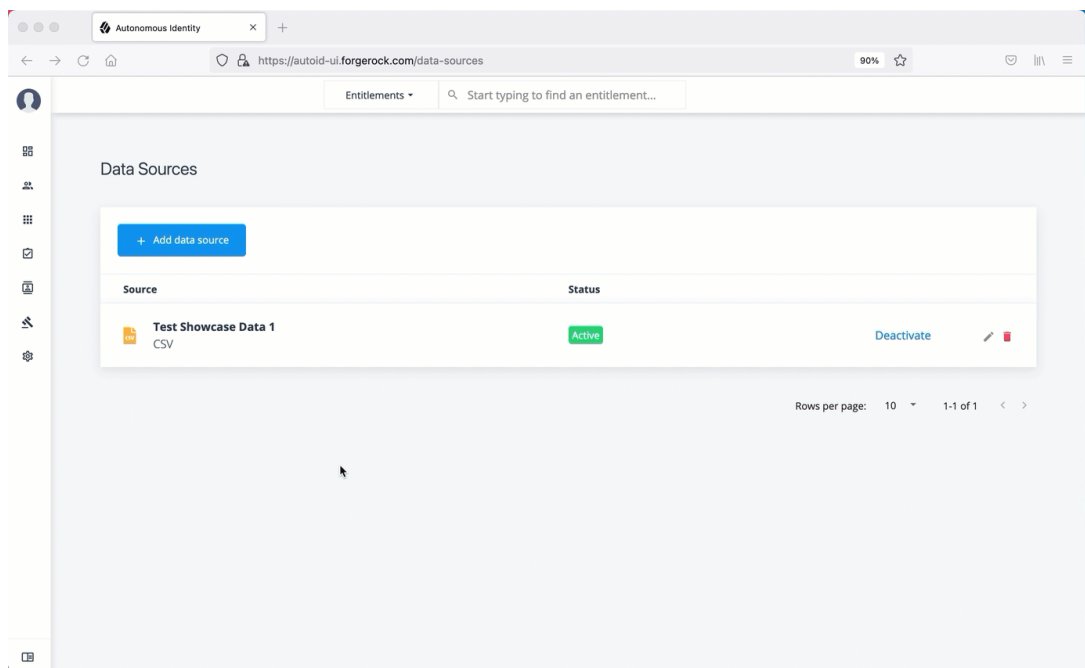 Autonomous Identity
https://autoid-ui.forgerock.com/data-sources
90%
Entitlements
Start typing to find an entitlement...
Data Sources
+ Add data source
Source Status
Test Showcase Data 1
CSV
Active
Deactivate
Rows per page: 10 1-1 of 1